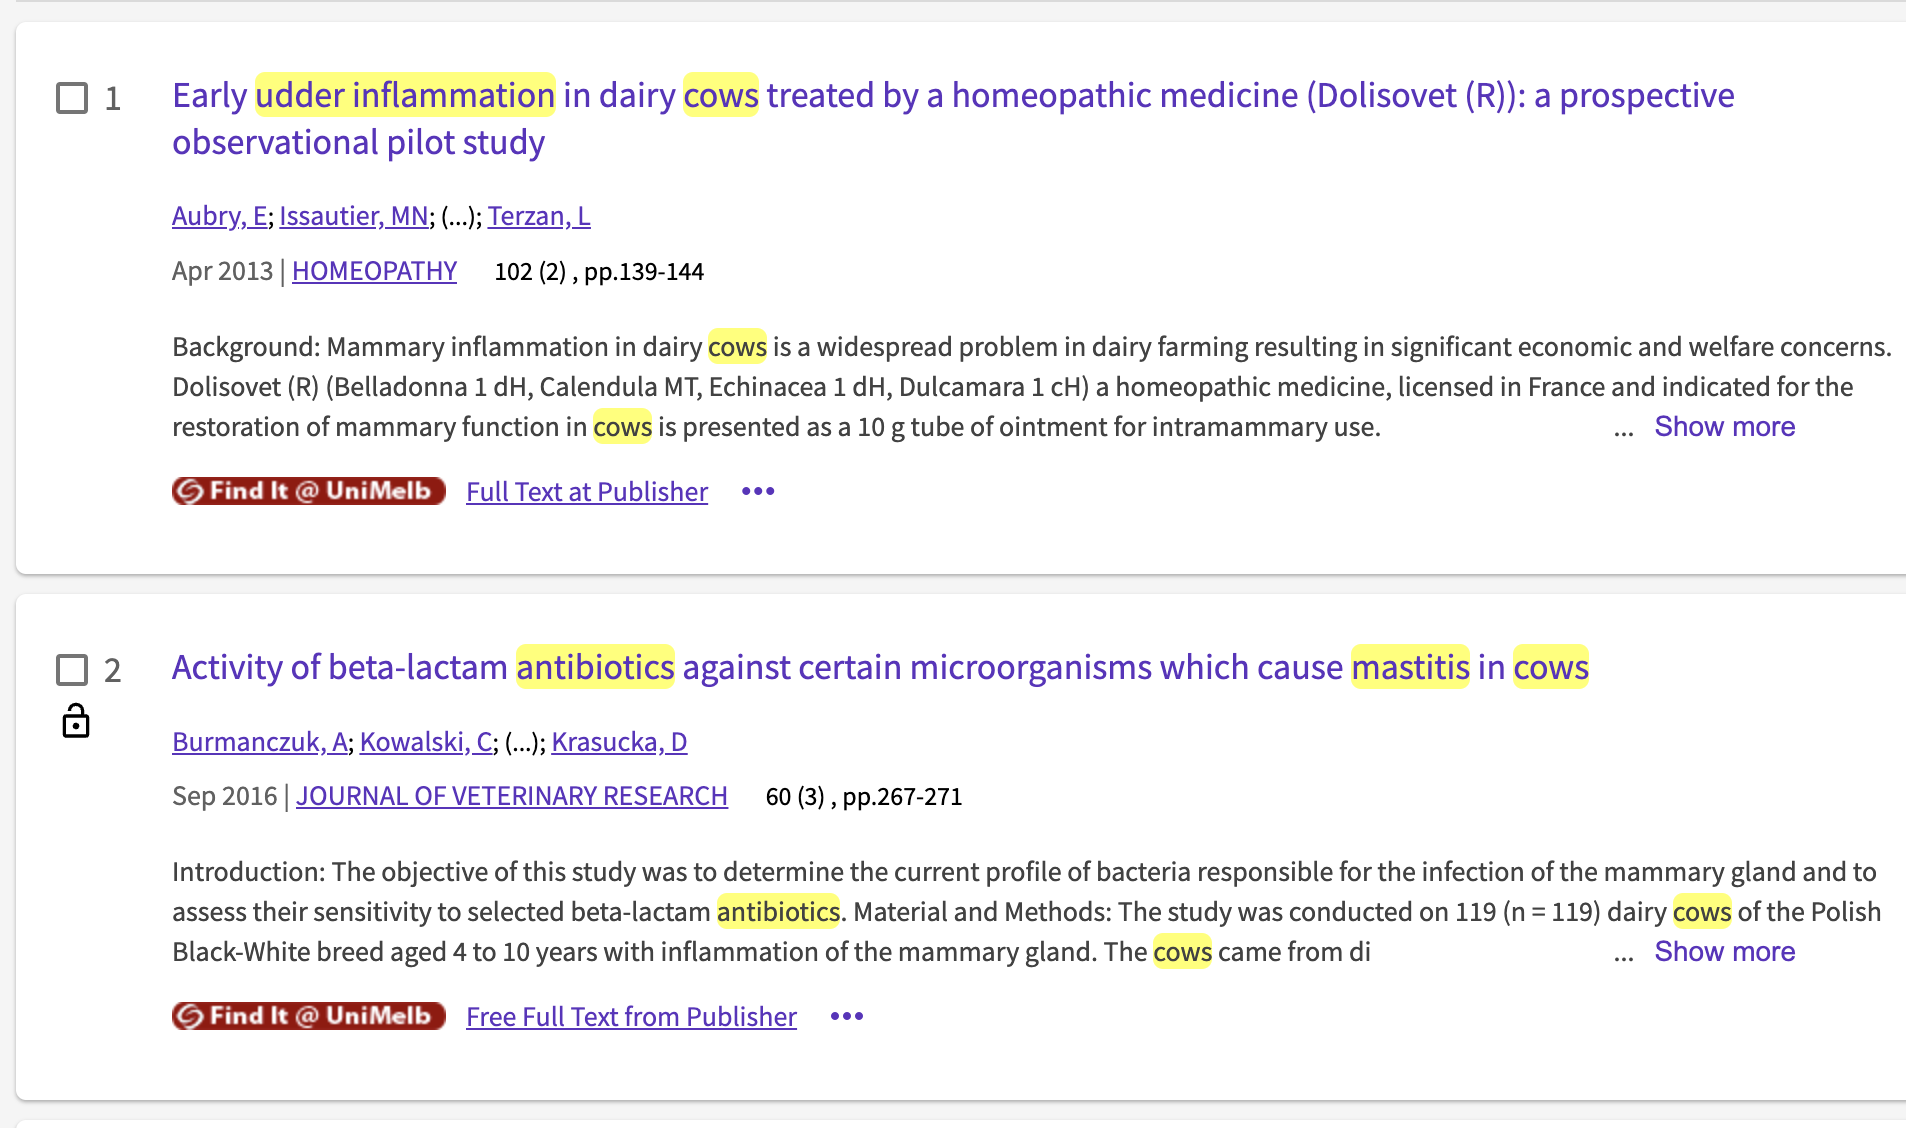 1 Early udder inflammation in dairy cows treated by a homeopathic medicine (Dolisovet (R)): a prospective
observational pilot study
Aubry, E; Issautier, MN; (...); Terzan, L
Apr 2013 | HOMEOPATHY 102 (2) , pp.139-144
Background: Mammary inflammation in dairy cows is a widespread problem in dairy farming resulting in significant economic and welfare concerns.
Dolisovet (R) (Belladonna 1 dH, Calendula MT, Echinacea 1 dH, Dulcamara 1 cH) a homeopathic medicine, licensed in France and indicated for the
restoration of mammary function in cows is presented as a 10 g tube of ointment for intramammary use. ... Show more
Find It @ UniMelb Full Text at Publisher •••
2 Activity of beta-lactam antibiotics against certain microorganisms which cause mastitis in cows
Burmanczuk, A; Kowalski, C; (...); Krasucka, D
Sep 2016 | JOURNAL OF VETERINARY RESEARCH 60 (3) , pp.267-271
Introduction: The objective of this study was to determine the current profile of bacteria responsible for the infection of the mammary gland and to
assess their sensitivity to selected beta-lactam antibiotics. Material and Methods: The study was conducted on 119 (n = 119) dairy cows of the Polish
Black-White breed aged 4 to 10 years with inflammation of the mammary gland. The cows came from di ... Show more
Find It @ UniMelb Free Full Text from Publisher •••